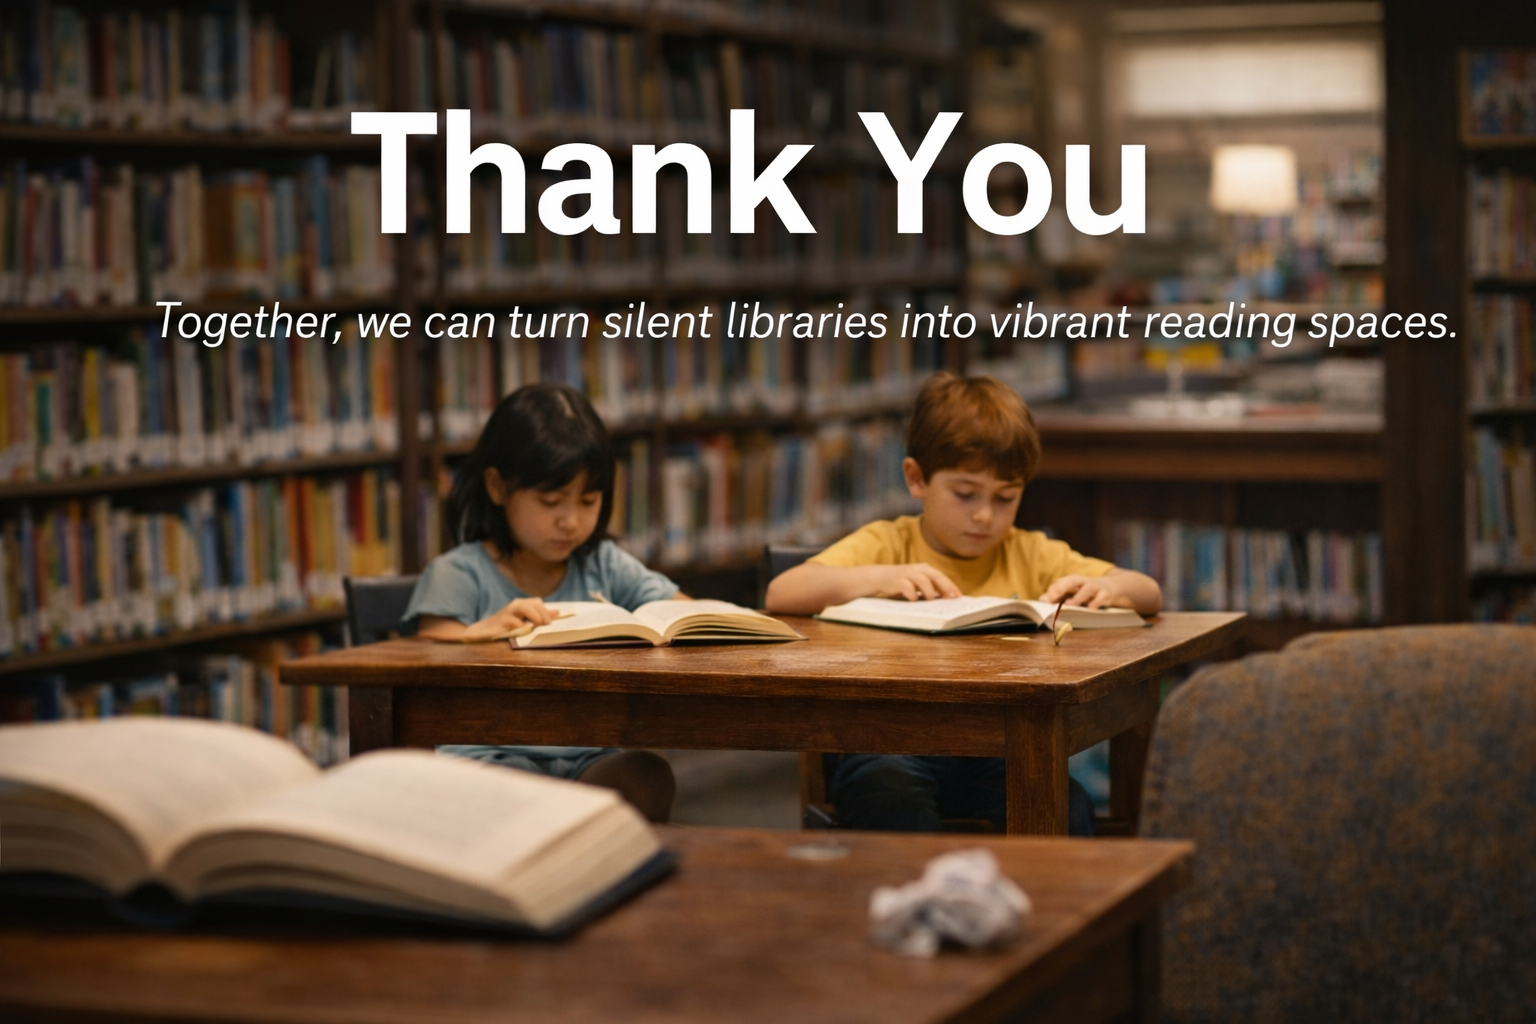 Thank You
Together, we can turn silent libraries into vibrant reading spaces.